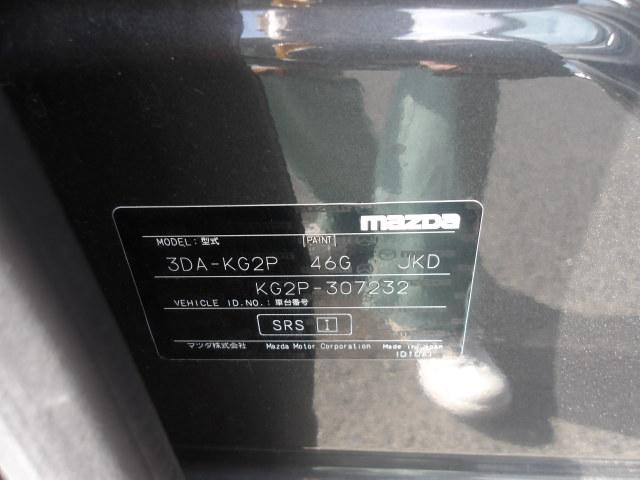 mazda
MODEL: 型式 PAINT
3DA-KG2P 46G JKD
KG2P-307232
VEHICLE ID.NO.: 車台番号
SRS I
マツダ株式会社 Mazda Motor Corporation Made in Japan